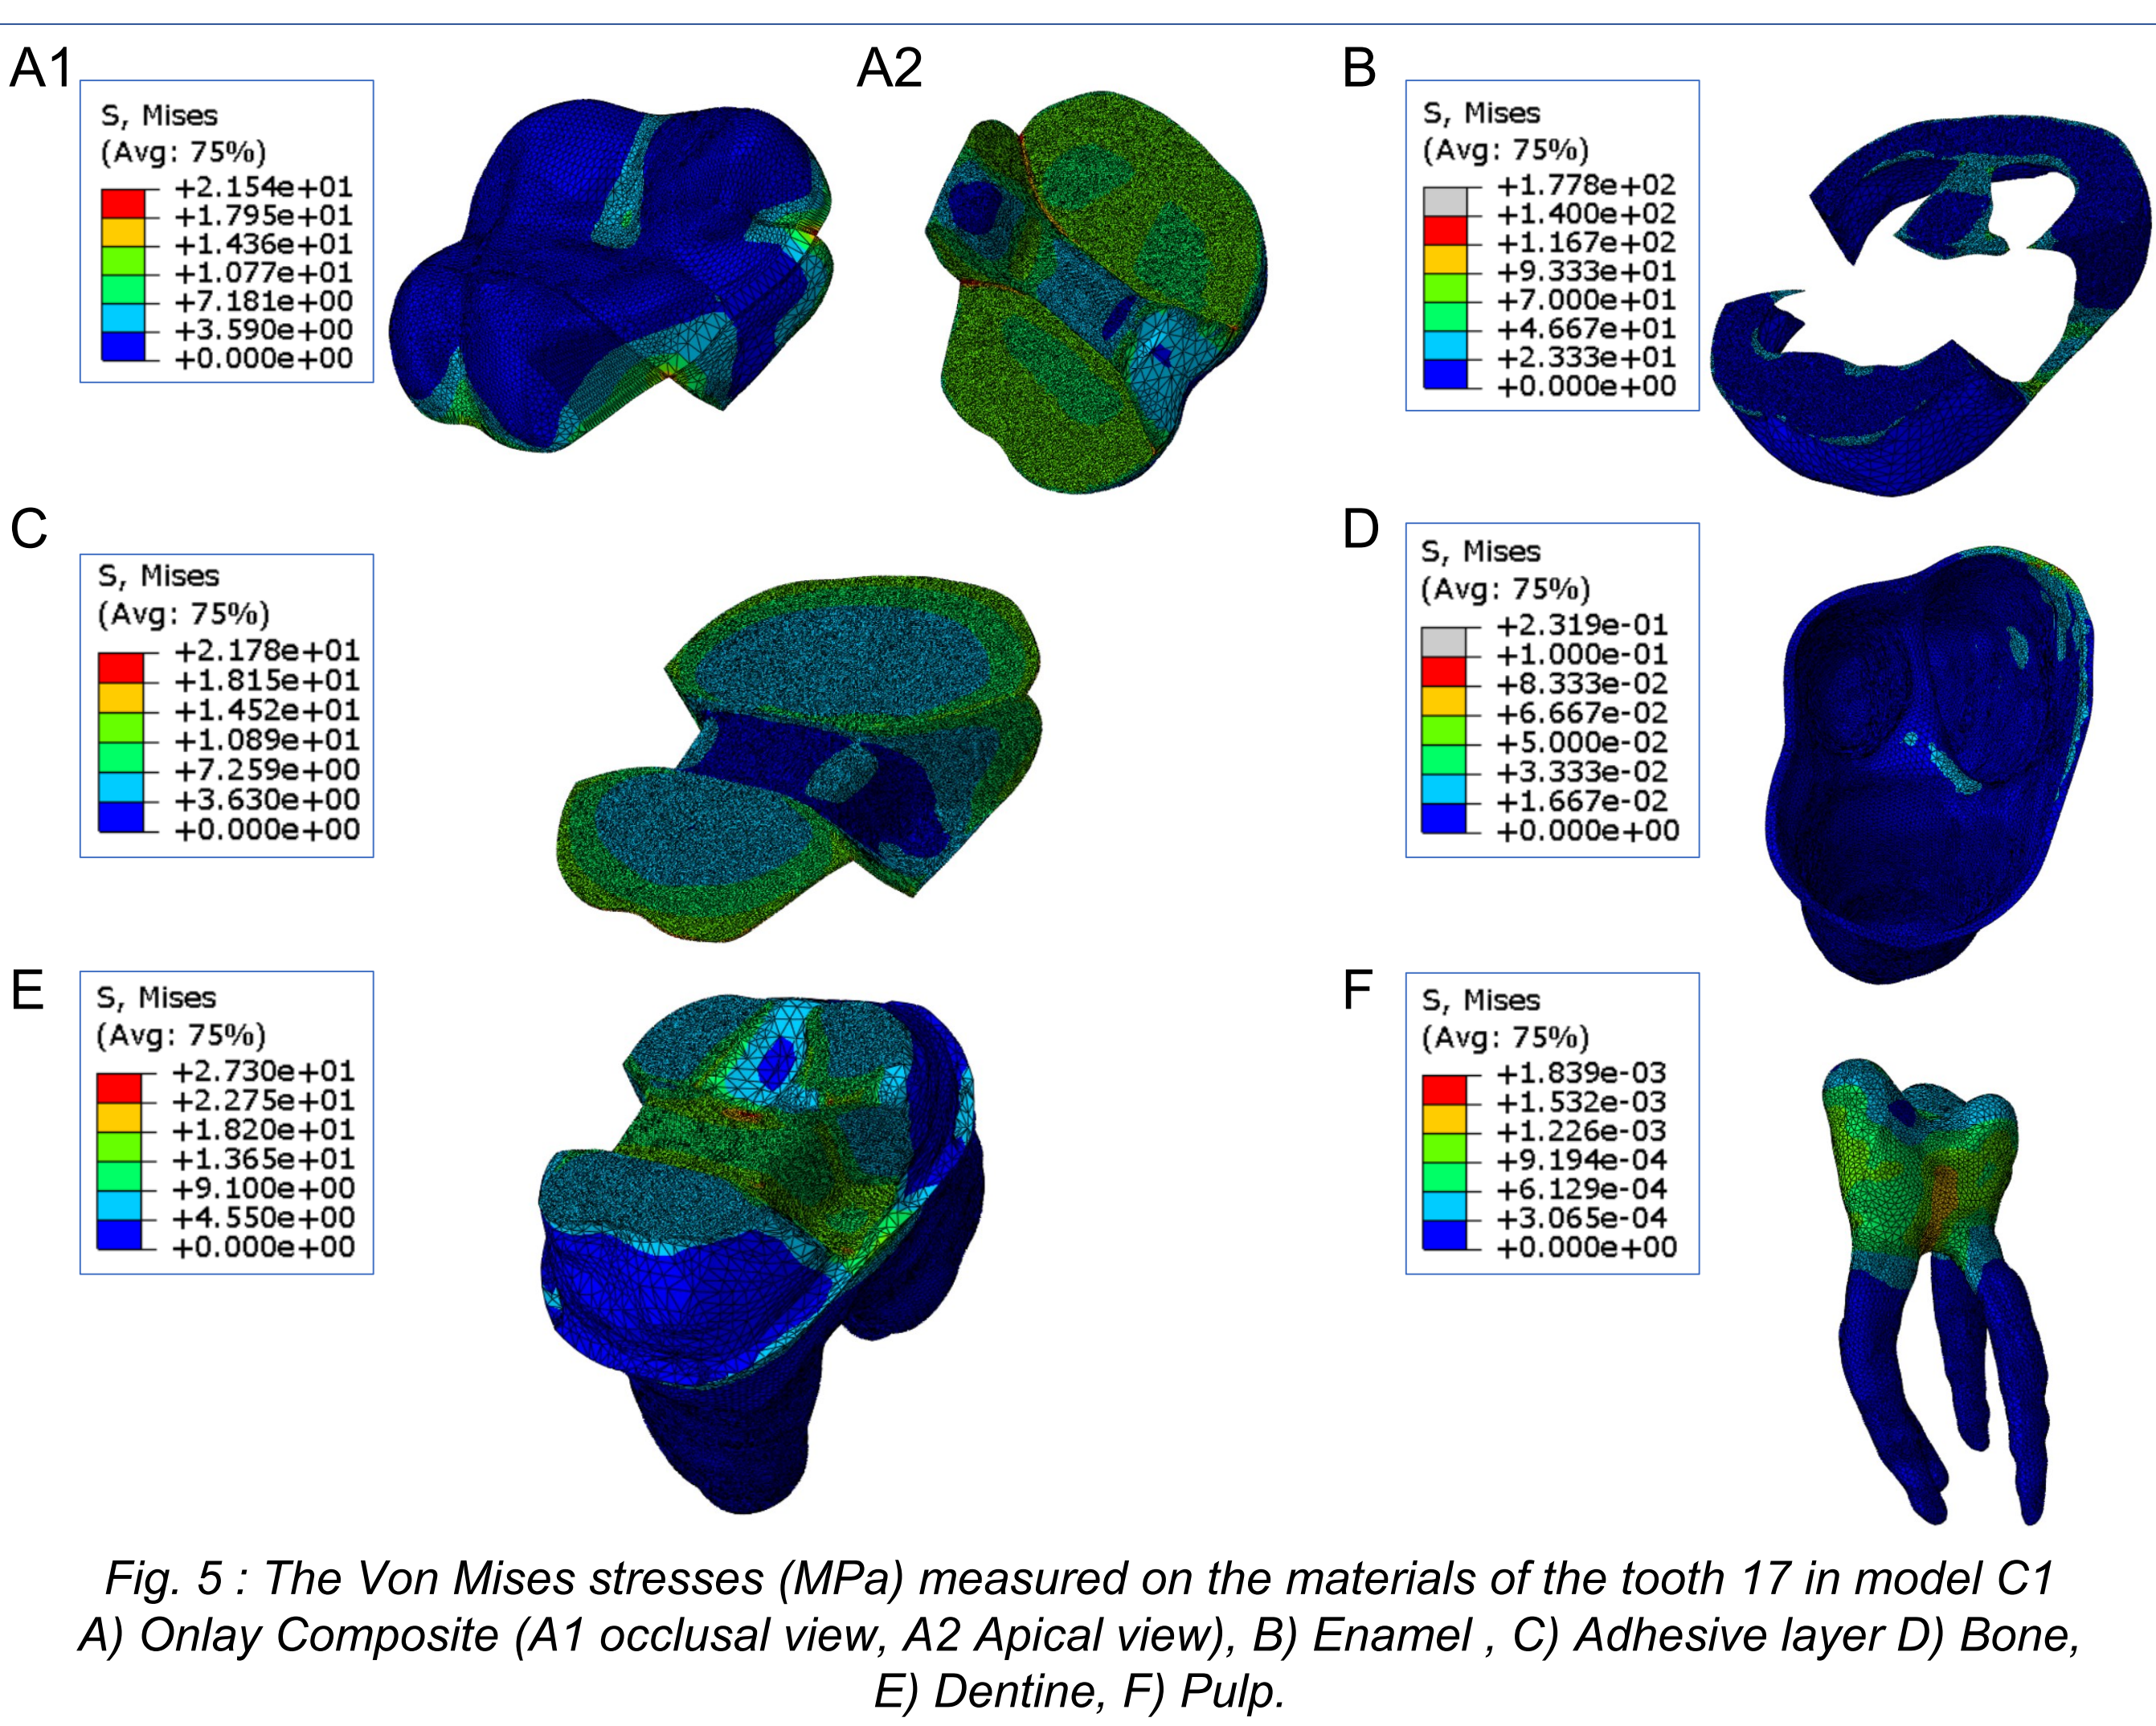 A1
S, Mises
(Avg: 75%)
+2.154e+01
+1.795e+01
+1.436e+01
+1.077e+01
+7.181e+00
+3.590e+00
+0.000e+00
A2
B
S, Mises
(Avg: 75%)
+1.778e+02
+1.400e+02
+1.167e+02
+9.333e+01
+7.000e+01
+4.667e+01
+2.333e+01
+0.000e+00
C
S, Mises
(Avg: 75%)
+2.178e+01
+1.815e+01
+1.452e+01
+1.089e+01
+7.259e+00
+3.630e+00
+0.000e+00
D
S, Mises
(Avg: 75%)
+2.319e-01
+1.000e-01
+8.333e-02
+6.667e-02
+5.000e-02
+3.333e-02
+1.667e-02
+0.000e+00
E
S, Mises
(Avg: 75%)
+2.730e+01
+2.275e+01
+1.820e+01
+1.365e+01
+9.100e+00
+4.550e+00
+0.000e+00
F
S, Mises
(Avg: 75%)
+1.839e-03
+1.532e-03
+1.226e-03
+9.194e-04
+6.129e-04
+3.065e-04
+0.000e+00
Fig. 5 : The Von Mises stresses (MPa) measured on the materials of the tooth 17 in model C1
A) Onlay Composite (A1 occlusal view, A2 Apical view), B) Enamel , C) Adhesive layer D) Bone,
E) Dentine, F) Pulp.